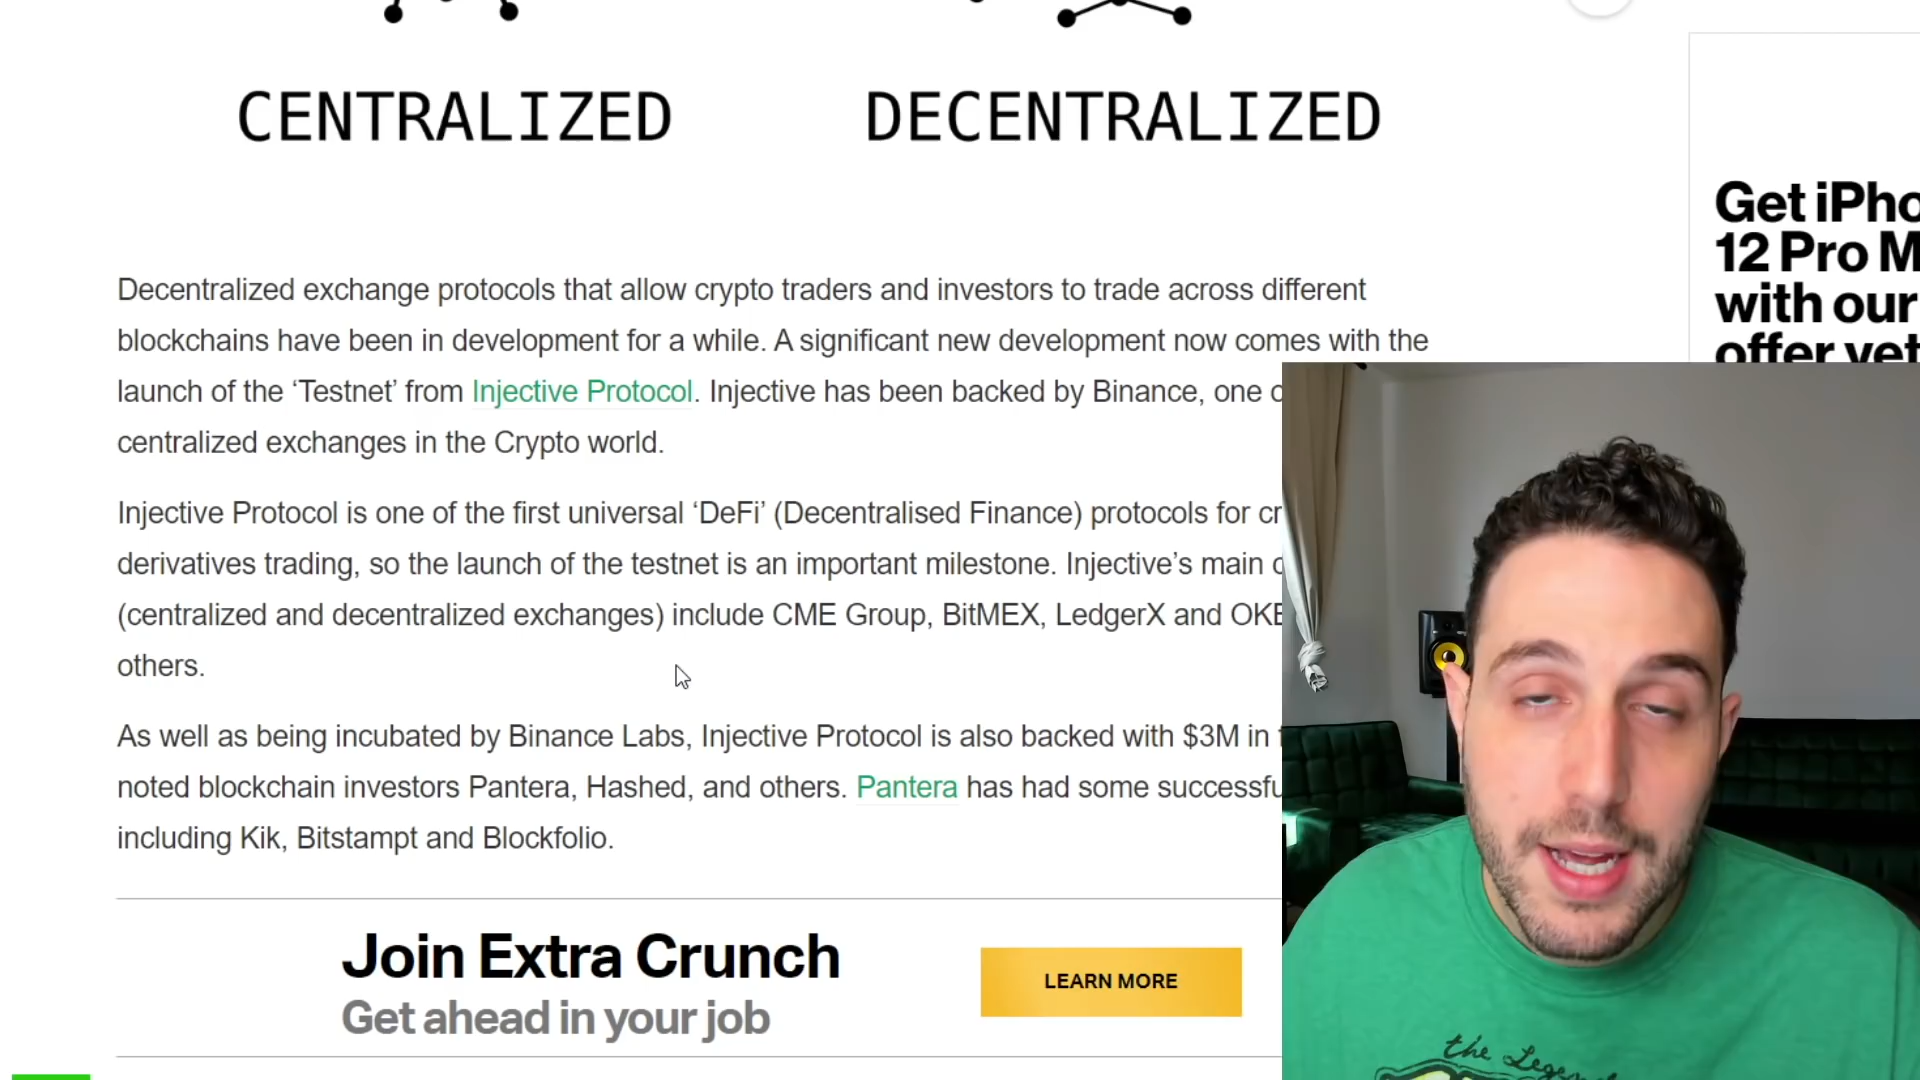 CENTRALIZED DECENTRALIZED
Decentralized exchange protocols that allow crypto traders and investors to trade across different
blockchains have been in development for a while. A significant new development now comes with the
launch of the ‘Testnet’ from Injective Protocol. Injective has been backed by Binance, one
centralized exchanges in the Crypto world.
Injective Protocol is one of the first universal ‘DeFi’ (Decentralised Finance) protocols for
derivatives trading, so the launch of the testnet is an important milestone. Injective’s main
(centralized and decentralized exchanges) include CME Group, BitMEX, LedgerX and
others.
As well as being incubated by Binance Labs, Injective Protocol is also backed with $3M in
noted blockchain investors Pantera, Hashed, and others. Pantera has had some
including Kik, Bitstampt and Blockfolio.
Join Extra Crunch
Get ahead in your job
LEARN MORE
Get
12 Pro
with our
offer yet
the